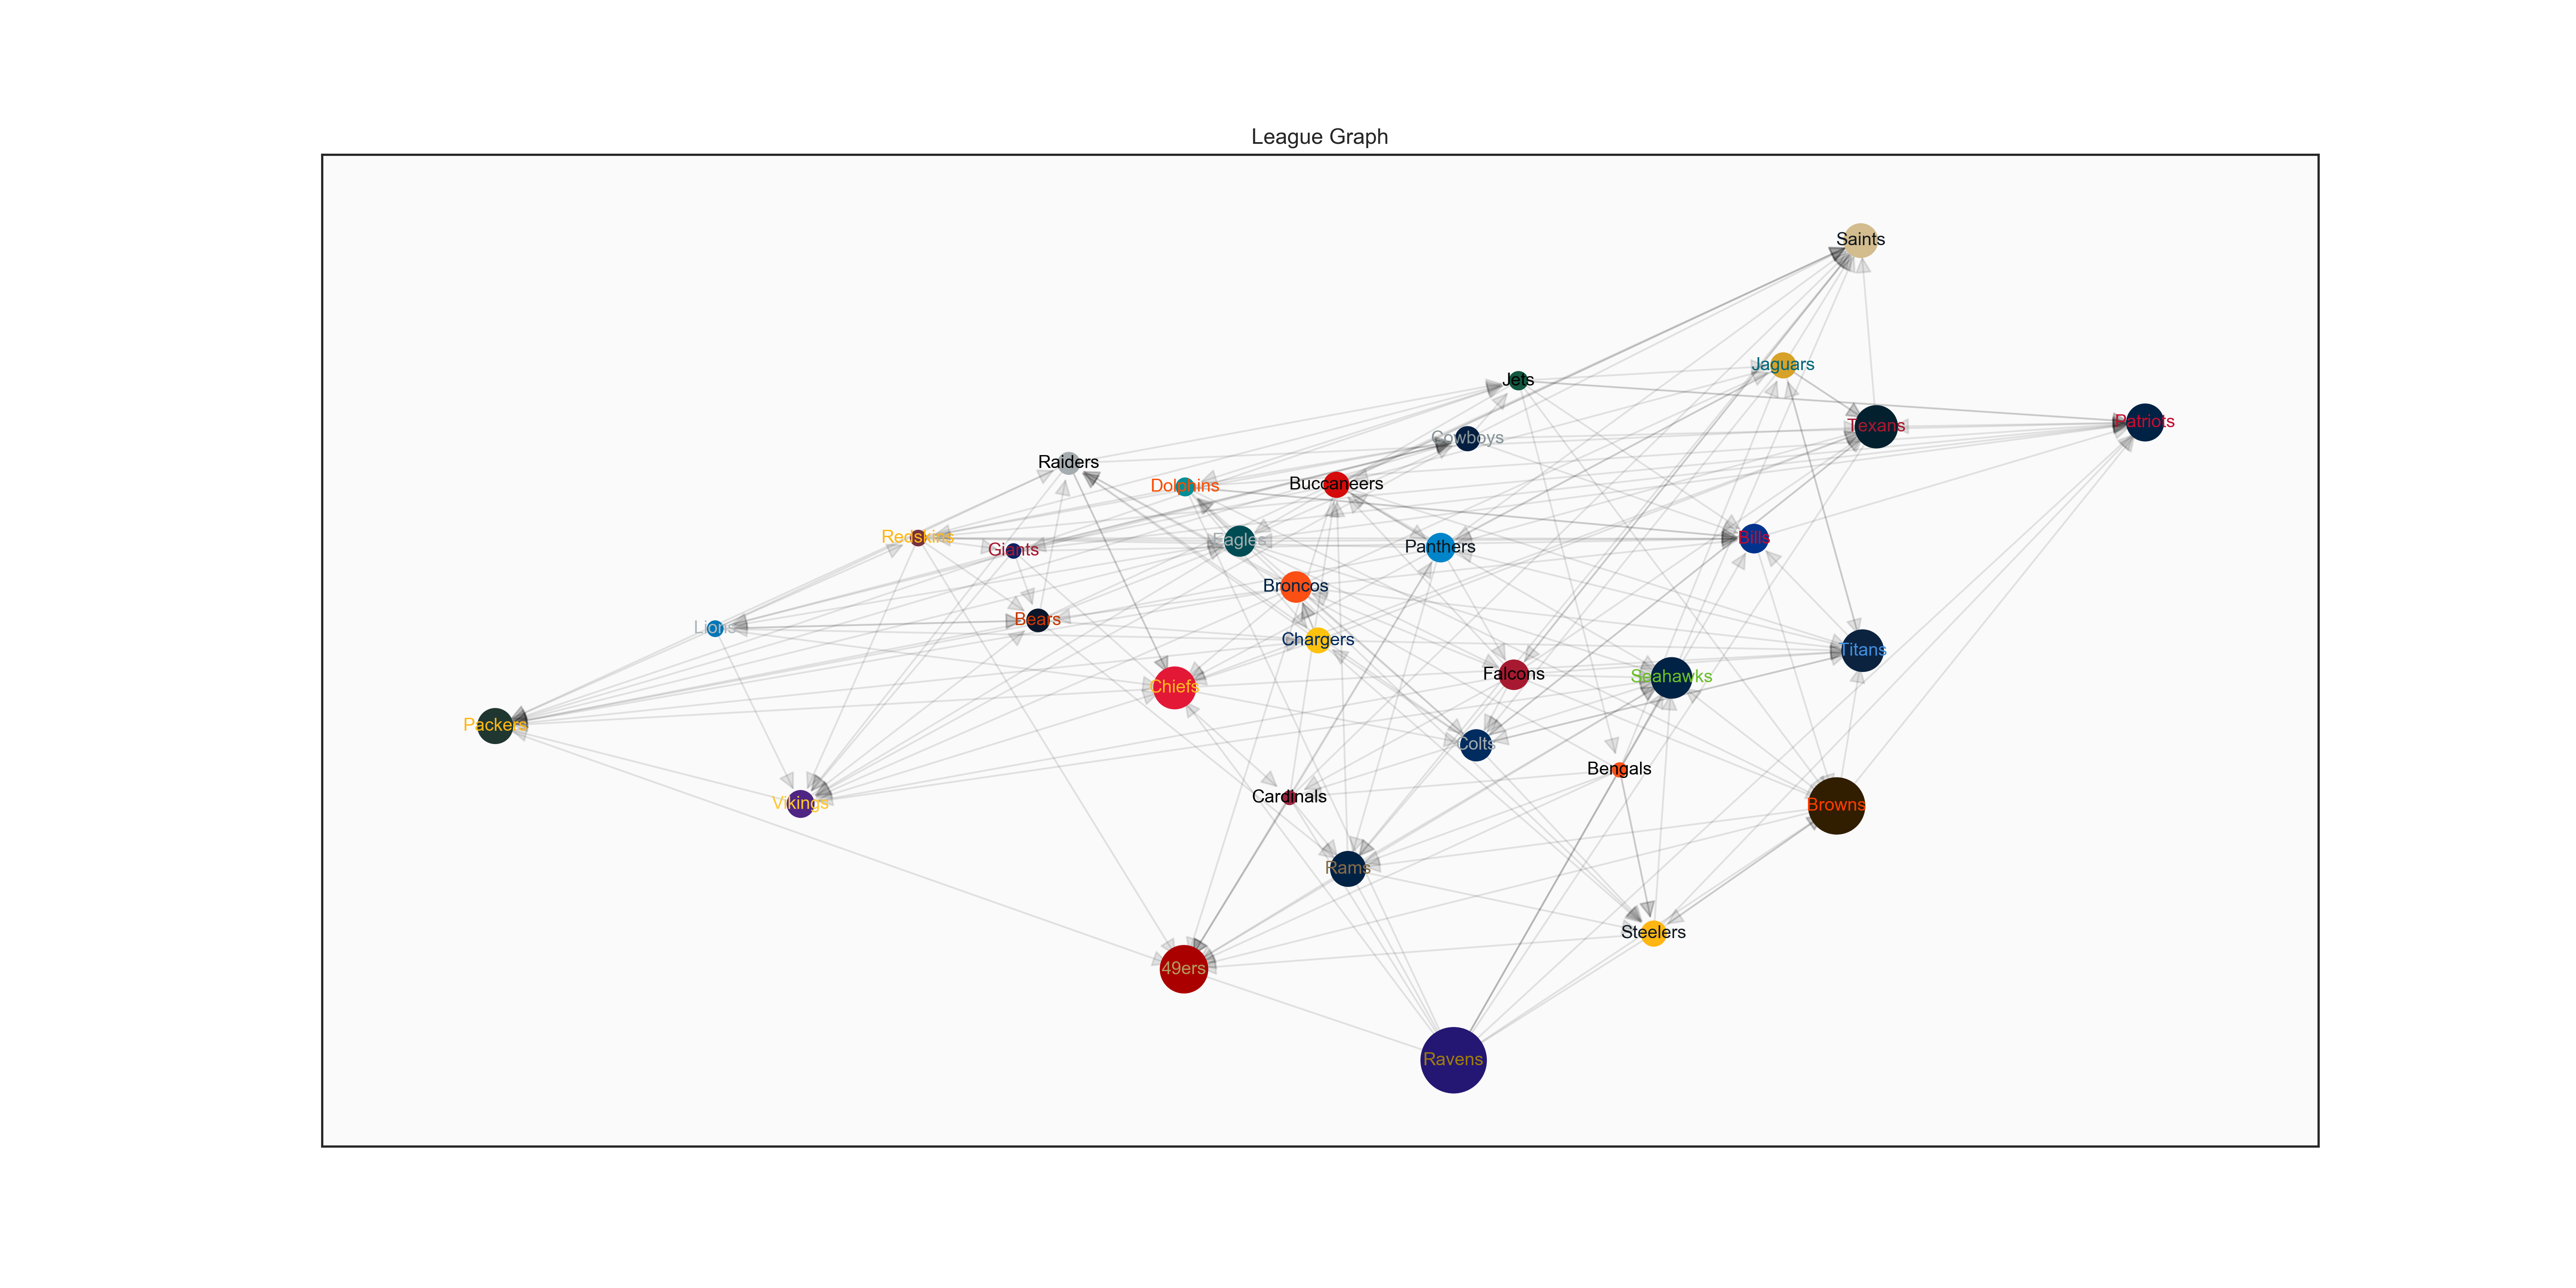 League Graph
Saints
Jaguars
Jets
Patriots
Texans
Cowboys
Raiders
Buccaneers
Dolphins
Redskins
Bills
Eagles
Panthers
Giants
Broncos
Bears
Lions
Chargers
Titans
Falcons
Seahawks
Chiefs
Packers
Colts
Bengals
Cardinals
Vikings
Browns
Rams
Steelers
49ers
Ravens